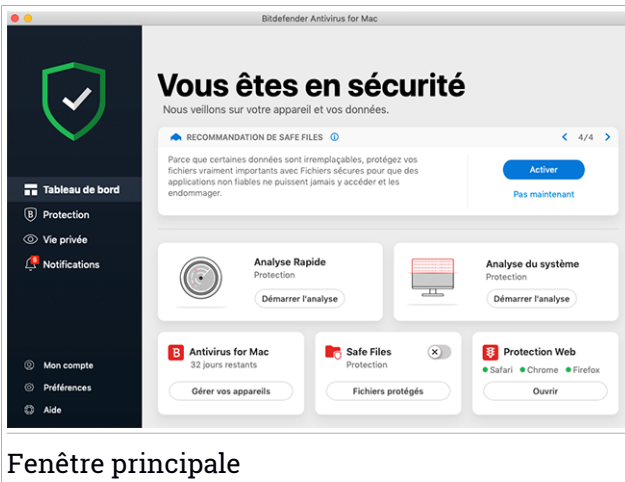 Bitdefender Antivirus for Mac
Vous êtes en sécurité
Nous veillons sur votre appareil et vos données.
RECOMMANDATION DE SAFE FILES
4/4
Parce que certaines données sont irremplaçables, protégez vos
fichiers vraiment importants avec Fichiers sécures pour que des
applications non fiables ne puissent jamais y accéder et les
endommager.
Activer
Pas maintenant
Tableau de bord
B Protection
Vie privée
6
Notifications
Analyse Rapide
Protection
Démarrer l'analyse
Analyse du système
Protection
Démarrer l'analyse
B Antivirus for Mac
32 jours restants
Gérer vos appareils
Safe Files
Protection
Fichiers protégés
Protection Web
Safari Chrome Firefox
Ouvrir
Mon compte
Préférences
Aide
Fenêtre principale